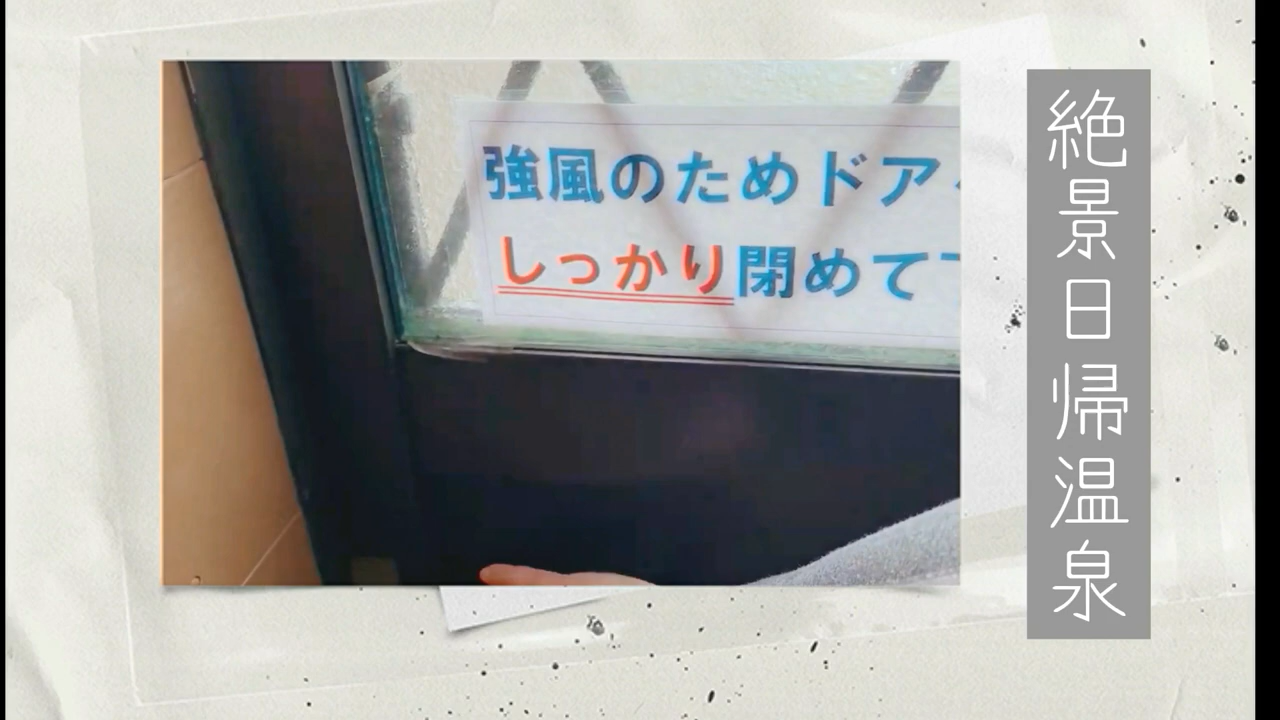 強風のためドア
しっかり閉めて
絶景日帰温泉